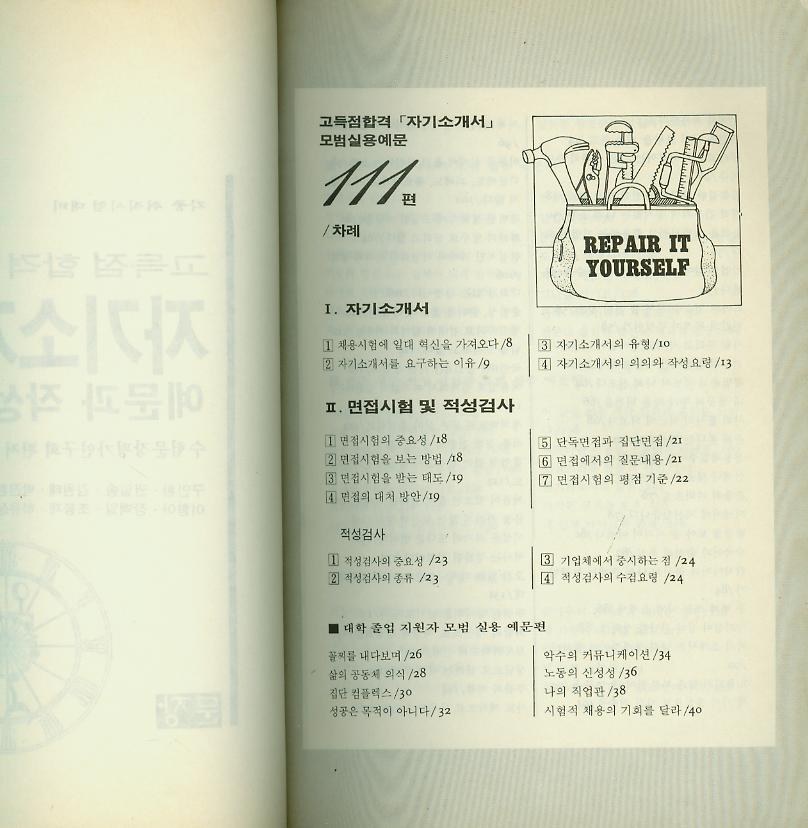 고득점합격 「자기소개서」
모범실용예문
111편
/차례
REPAIR IT
YOURSELF
Ⅰ. 자기소개서
1 채용시험에 일대 혁신을 가져오다/8
2 자기소개서를 요구하는 이유/9
3 자기소개서의 유형/10
4 자기소개서의 의의와 작성요령/13
Ⅱ. 면접시험 및 적성검사
1 면접시험의 중요성/18
2 면접시험을 보는 방법/18
3 면접시험을 받는 태도/19
4 면접의 대처 방안/19
5 단독면접과 집단면접/21
6 면접에서의 질문내용/21
7 면접시험의 평점 기준/22
적성검사
1 적성검사의 중요성/23
2 적성검사의 종류/23
3 기업체에서 중시하는 점/24
4 적성검사의 수검요령/24
■ 대학 졸업 지원자 모범 실용 예문편
꼴찌를 내다보며/26
삶의 공동체 의식/28
집단 컴플렉스/30
성공은 목적이 아니다/32
악수의 커뮤니케이션/34
노동의 신성성/36
나의 직업관/38
시험적 채용의 기회를 달라/40